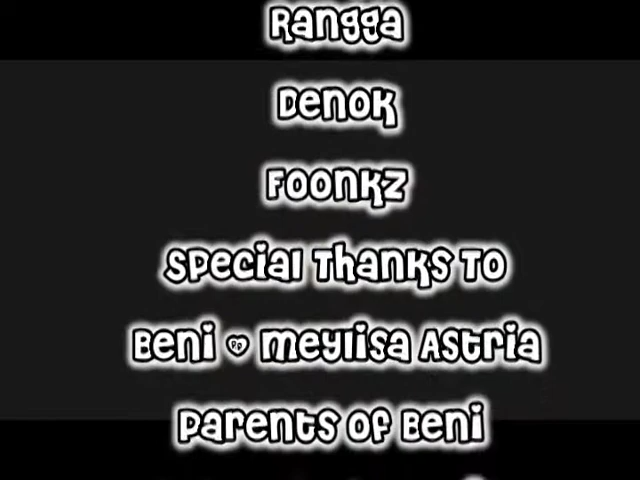 Rangga
Denok
Foonkz
Special Thanks To
Beni & Meylisa Astria
Parents Of Beni